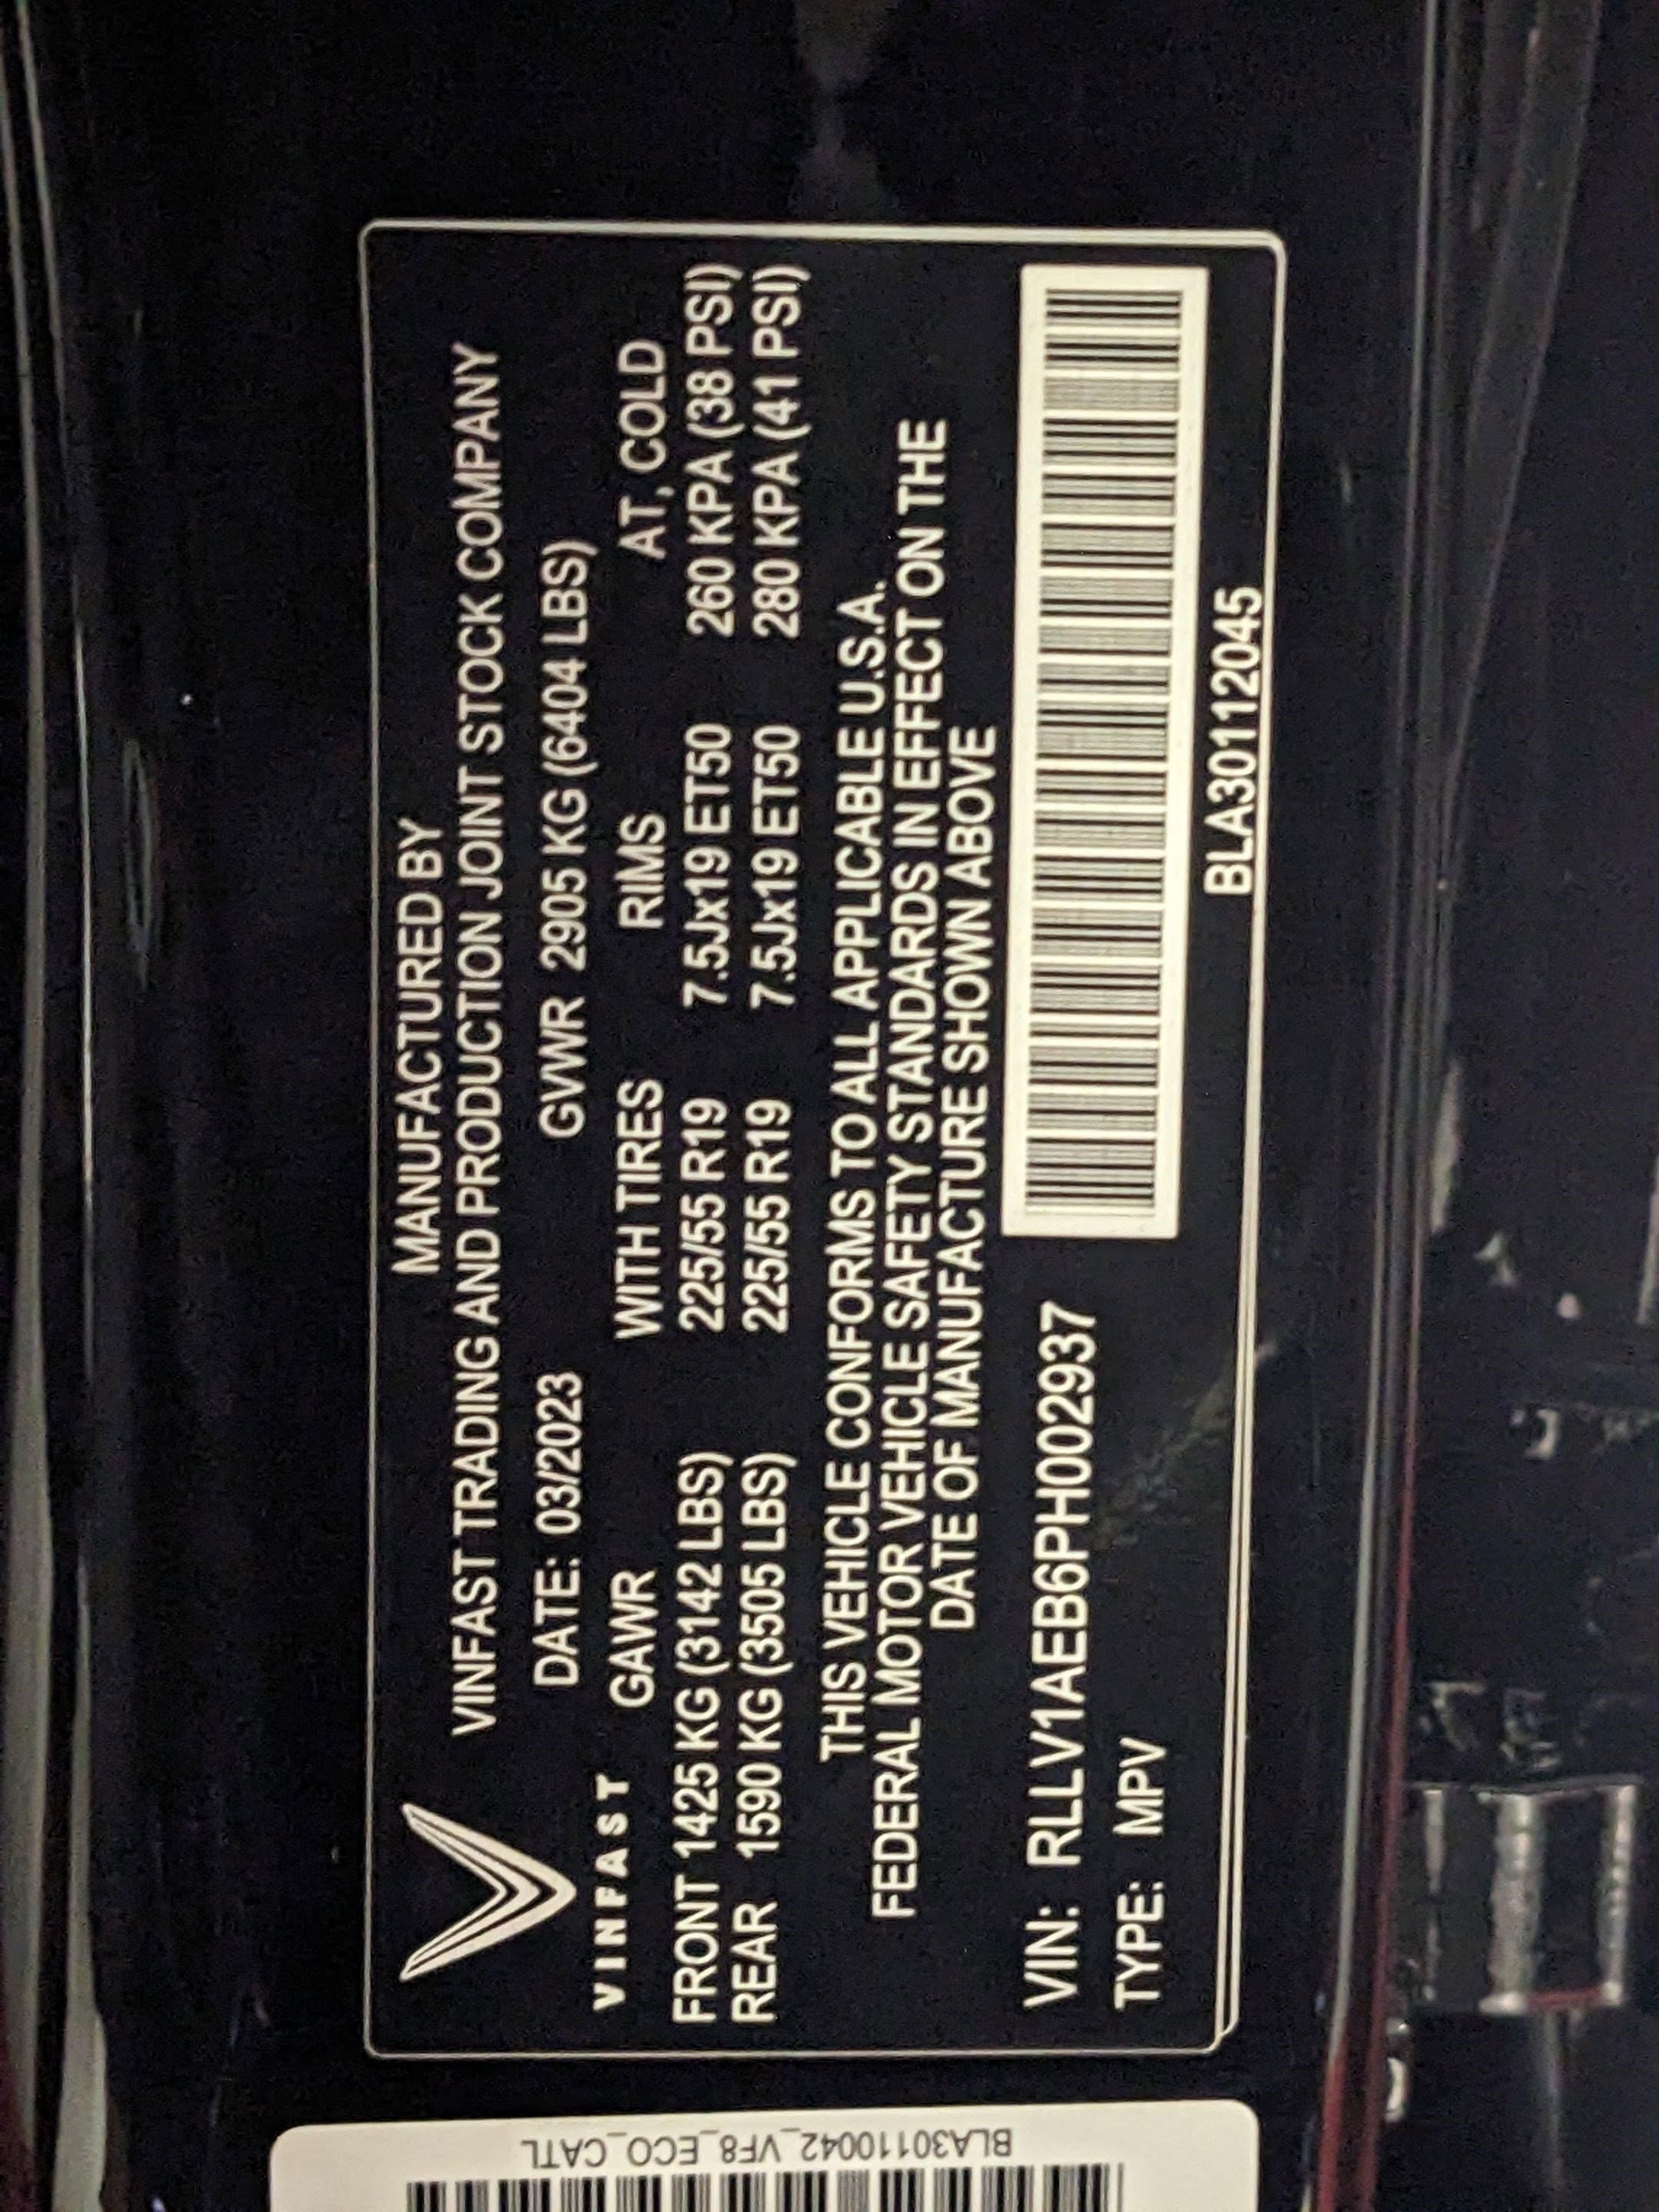 MANUFACTURED BY
VINFAST TRADING AND PRODUCTION JOINT STOCK COMPANY
VINFAST
DATE: 03/2023 GVWR 2905 KG (6404 LBS)
GAWR WITH TIRES RIMS AT, COLD
FRONT 1425 KG (3142 LBS) 225/55 R19 7.5Jx19 ET50 260 KPA (38 PSI)
REAR 1590 KG (3505 LBS) 225/55 R19 7.5Jx19 ET50 280 KPA (41 PSI)
THIS VEHICLE CONFORMS TO ALL APPLICABLE U.S.A.
FEDERAL MOTOR VEHICLE SAFETY STANDARDS IN EFFECT ON THE
DATE OF MANUFACTURE SHOWN ABOVE
VIN: RLLV1AEB6PH002937
TYPE: MPV
BLA30112045
BLA30110042_VF8_ECO_CATL